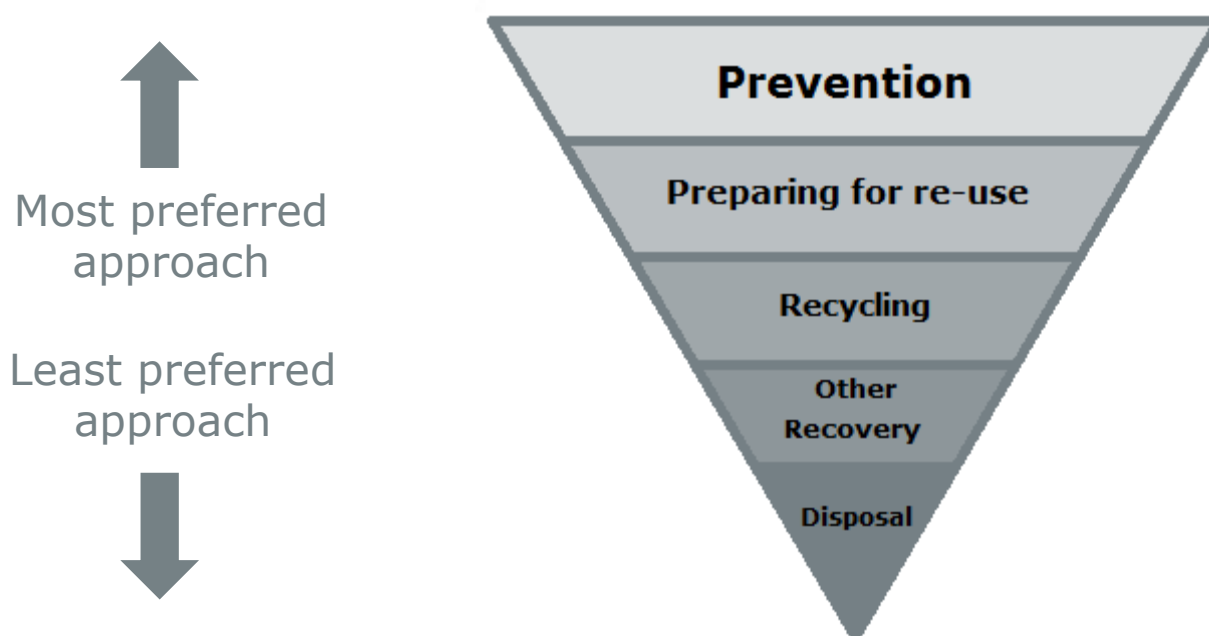 Most preferred
approach
Least preferred
approach
Prevention
Preparing for re-use
Recycling
Other
Recovery
Disposal